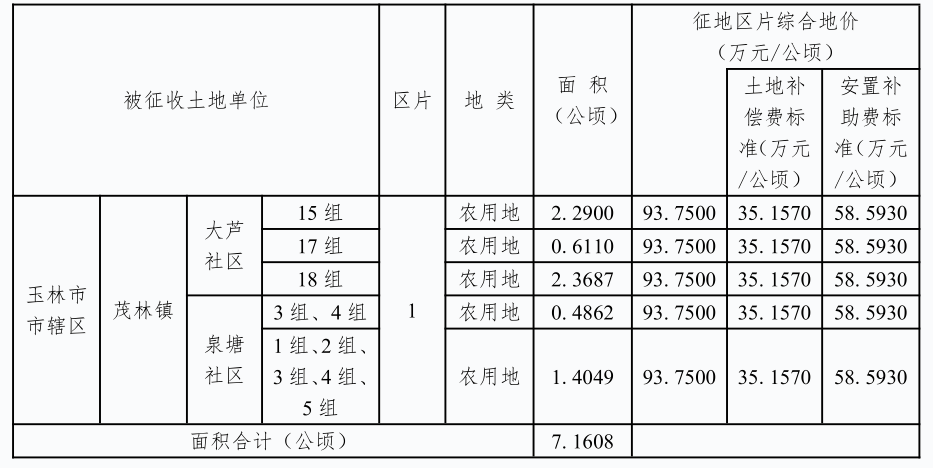 征地区片综合地价
（万元/公顷）
被征收土地单位
区片
地 类
面 积
（公顷）
土地补
偿费标
准（万元
/公顷）
安置补
助费标
准（万元
/公顷）
玉林市
市辖区
茂林镇
大芦
社区
15 组
1
农用地 2.2900 93.7500 35.1570 58.5930
17 组 农用地 0.6110 93.7500 35.1570 58.5930
18 组 农用地 2.3687 93.7500 35.1570 58.5930
泉塘
社区
3 组、4 组 农用地 0.4862 93.7500 35.1570 58.5930
1 组、2 组、
3 组、4 组、
5 组
农用地 1.4049 93.7500 35.1570 58.5930
面积合计（公顷） 7.1608